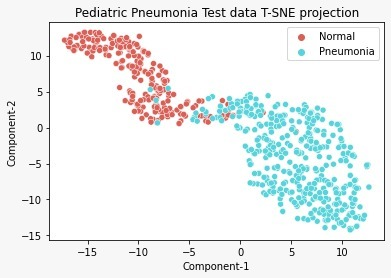 Pediatric Pneumonia Test data T-SNE projection
Normal
Pneumonia
10
5
0
−5
−10
−15
Component-2
−15
−10
−5
0
5
10
Component-1